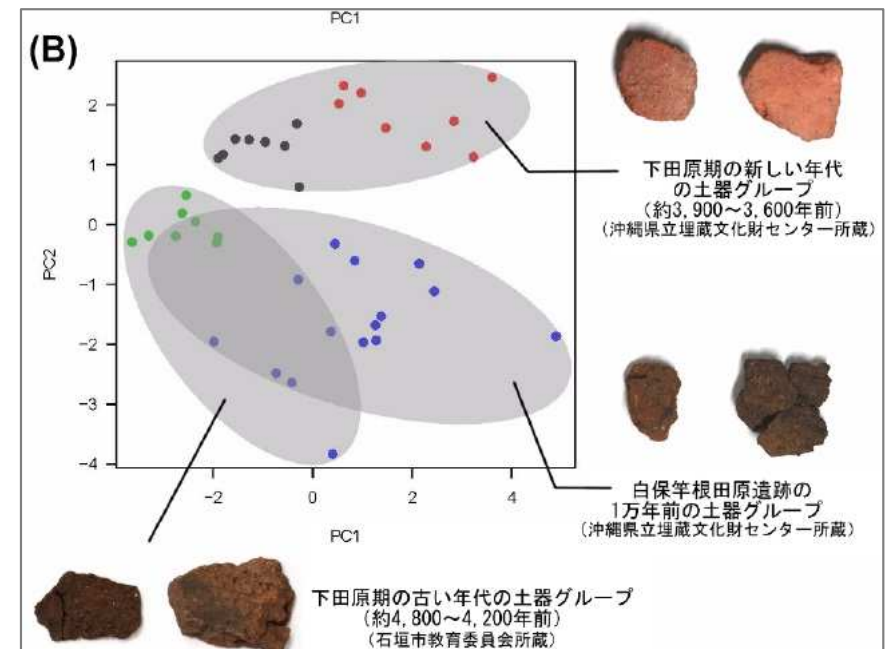 PC1
(B)
下田原期の新しい年代
の土器グループ
(約3,900～3,600年前)
(沖縄県立埋蔵文化財センター所蔵)
2
1
0
−1
−2
−3
−4
PC2
−2
0
2
4
PC1
白保竿根田原遺跡の
1万年前の土器グループ
(沖縄県立埋蔵文化財センター所蔵)
下田原期の古い年代の土器グループ
(約4,800～4,200年前)
(石垣市教育委員会所蔵)